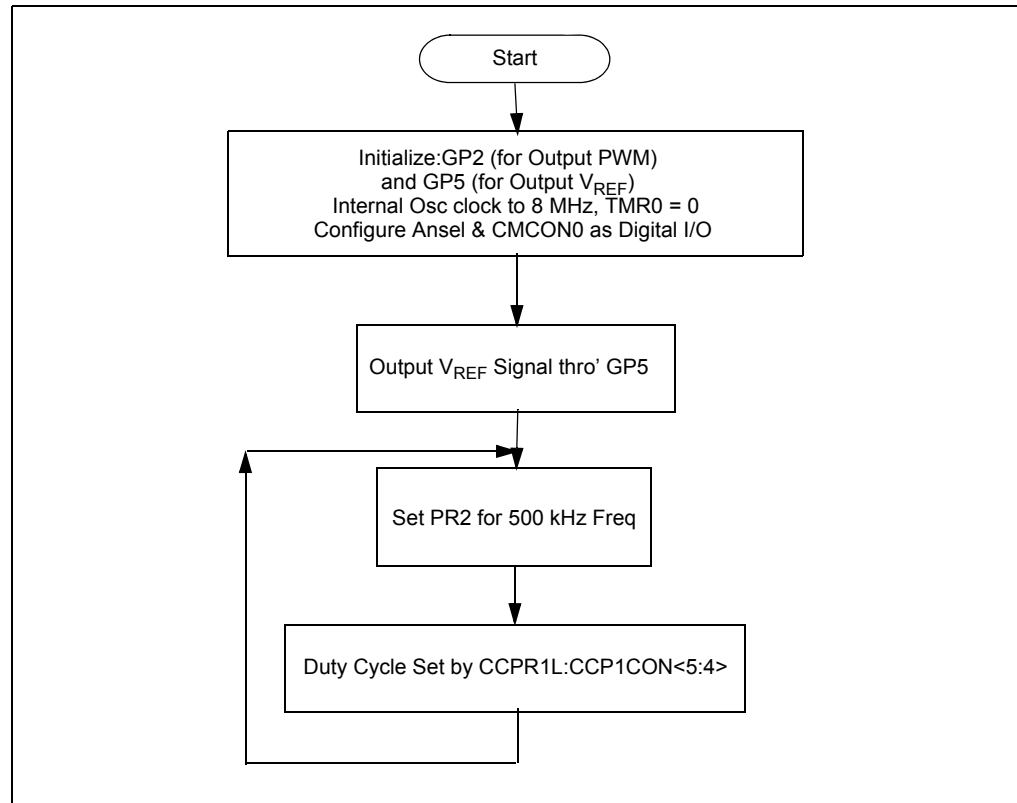 Start
Initialize:GP2 (for Output PWM)
and GP5 (for Output VREF)
Internal Osc clock to 8 MHz, TMR0 = 0
Configure Ansel & CMCON0 as Digital I/O
Output VREF Signal thro’ GP5
Set PR2 for 500 kHz Freq
Duty Cycle Set by CCPR1L:CCP1CON<5:4>